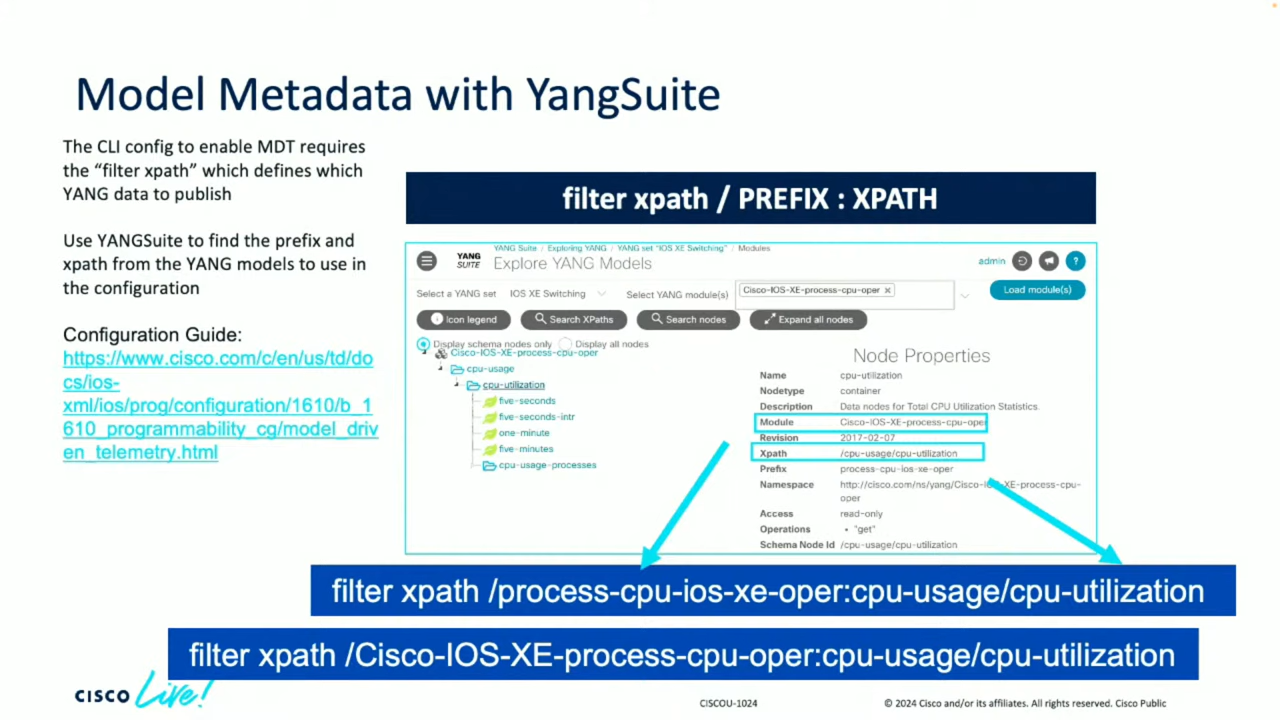 Model Metadata with YangSuite
The CLI config to enable MDT requires
the “filter xpath” which defines which
YANG data to publish
Use YANGSuite to find the prefix and
xpath from the YANG models to use in
the configuration
Configuration Guide:
https://www.cisco.com/c/en/us/td/do
cs/ios-
xml/ios/prog/configuration/1610/b_1
610_programmability_cg/model_driv
en_telemetry.html
filter xpath / PREFIX : XPATH
YANG SUITE
YANG Suite / Exploring YANG / YANG set "IOS XE Switching" / Modules
Explore YANG Models
admin
?
Select a YANG set IOS XE Switching Select YANG module(s) Cisco-IOS-XE-process-cpu-oper × Load module(s)
Icon legend Search XPaths Search nodes Expand all nodes
Display schema nodes only Display all nodes
Cisco-IOS-XE-process-cpu-oper
cpu-usage
cpu-utilization
five-seconds
five-seconds-intr
one-minute
five-minutes
cpu-usage-processes
Node Properties
Name cpu-utilization
Nodetype container
Description Data nodes for Total CPU Utilization Statistics.
Module Cisco-IOS-XE-process-cpu-oper
Revision 2017-02-07
Xpath /cpu-usage/cpu-utilization
Prefix process-cpu-ios-xe-oper
Namespace http://cisco.com/ns/yang/Cisco-IOS-XE-process-cpu-
oper
Access read-only
Operations • "get"
Schema Node Id /cpu-usage/cpu-utilization
filter xpath /process-cpu-ios-xe-oper:cpu-usage/cpu-utilization
filter xpath /Cisco-IOS-XE-process-cpu-oper:cpu-usage/cpu-utilization
CISCO Live!
CISCOU-1024
© 2024 Cisco and/or its affiliates. All rights reserved. Cisco Public